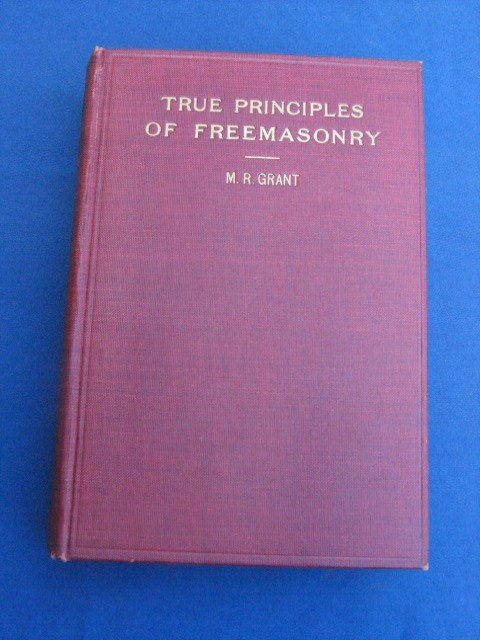 TRUE PRINCIPLES
OF FREEMASONRY
M. R. GRANT